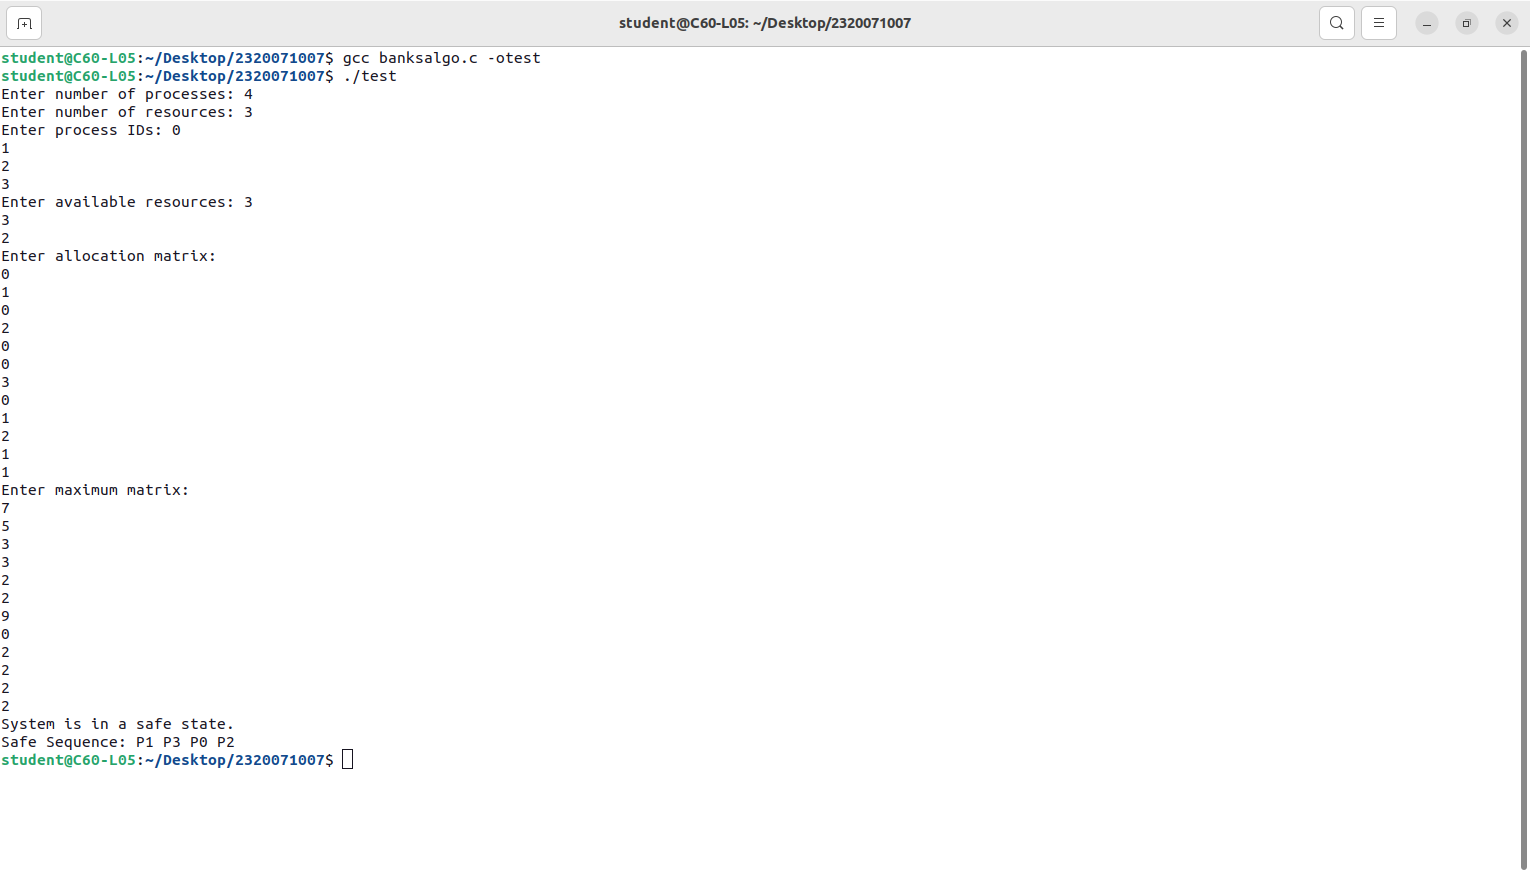 student@C60-L05: ~/Desktop/2320071007
student@C60-L05:~/Desktop/2320071007$ gcc banksalgo.c -otest
student@C60-L05:~/Desktop/2320071007$ ./test
Enter number of processes: 4
Enter number of resources: 3
Enter process IDs: 0
1
2
3
Enter available resources: 3
3
2
Enter allocation matrix:
0
1
0
2
0
0
3
0
1
2
1
1
Enter maximum matrix:
7
5
3
3
2
2
9
0
2
2
2
2
System is in a safe state.
Safe Sequence: P1 P3 P0 P2
student@C60-L05:~/Desktop/2320071007$